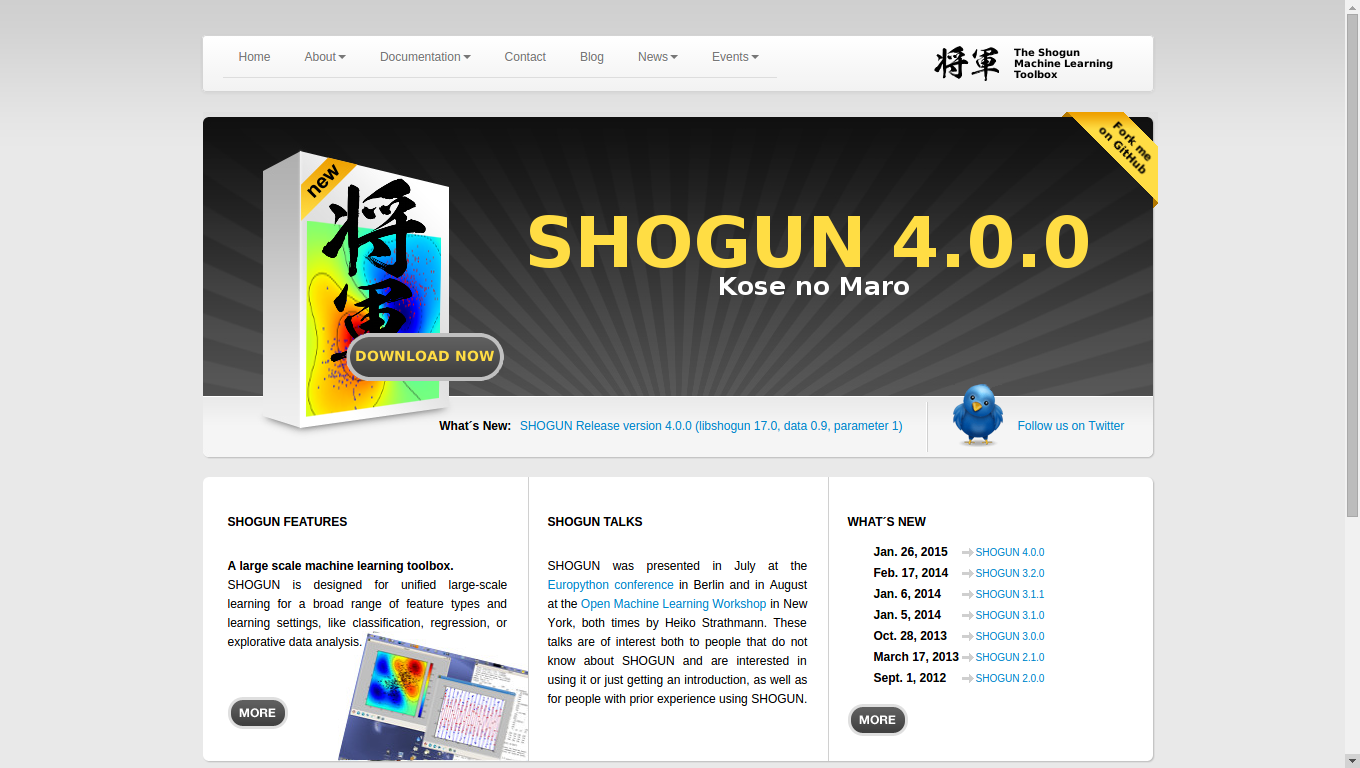 Home About Documentation Contact Blog News Events
将軍
The Shogun
Machine Learning
Toolbox
Fork me
on GitHub
new
将
軍
SHOGUN 4.0.0
Kose no Maro
DOWNLOAD NOW
What´s New: SHOGUN Release version 4.0.0 (libshogun 17.0, data 0.9, parameter 1)
Follow us on Twitter
SHOGUN FEATURES
A large scale machine learning toolbox.
SHOGUN is designed for unified large-scale
learning for a broad range of feature types and
learning settings, like classification, regression, or
explorative data analysis.
MORE
SHOGUN TALKS
SHOGUN was presented in July at the
Europython conference in Berlin and in August
at the Open Machine Learning Workshop in New
York, both times by Heiko Strathmann. These
talks are of interest both to people that do not
know about SHOGUN and are interested in
using it or just getting an introduction, as well as
for people with prior experience using SHOGUN.
WHAT´S NEW
Jan. 26, 2015 SHOGUN 4.0.0
Feb. 17, 2014 SHOGUN 3.2.0
Jan. 6, 2014 SHOGUN 3.1.1
Jan. 5, 2014 SHOGUN 3.1.0
Oct. 28, 2013 SHOGUN 3.0.0
March 17, 2013 SHOGUN 2.1.0
Sept. 1, 2012 SHOGUN 2.0.0
MORE